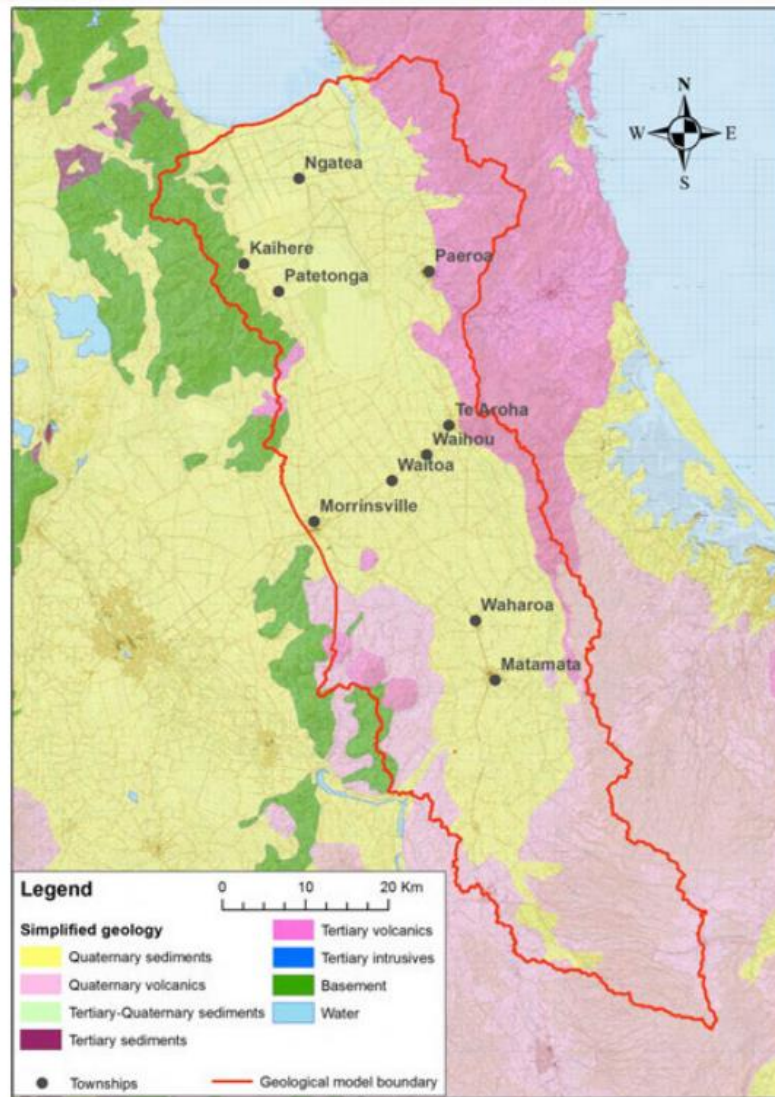 N
W E
S
Ngatea
Kaihere
Paeroa
Patetonga
Te Aroha
Waihou
Waitoa
Morrinsville
Waharoa
Matamata
Legend
0 10 20 Km
Simplified geology
Quaternary sediments
Quaternary volcanics
Tertiary-Quaternary sediments
Tertiary sediments
Tertiary volcanics
Tertiary intrusives
Basement
Water
Townships
Geological model boundary